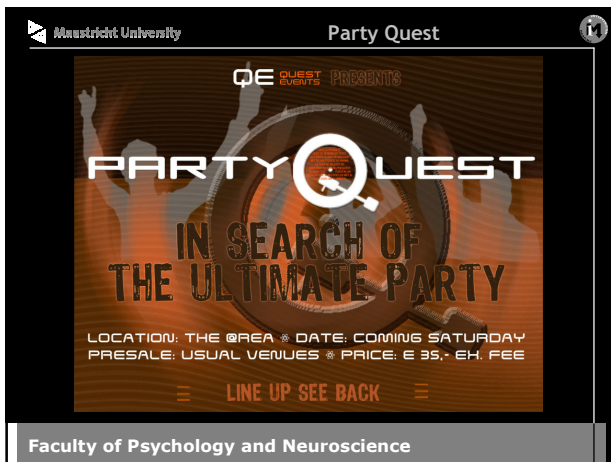 Maastricht University
Party Quest
QE QUEST EVENTS PRESENTS
PARTYQUEST
IN SEARCH OF
THE ULTIMATE PARTY
LOCATION: THE @REA ※ DATE: COMING SATURDAY
PRESALE: USUAL VENUES ※ PRICE: E 35,- EX. FEE
LINE UP SEE BACK
Faculty of Psychology and Neuroscience